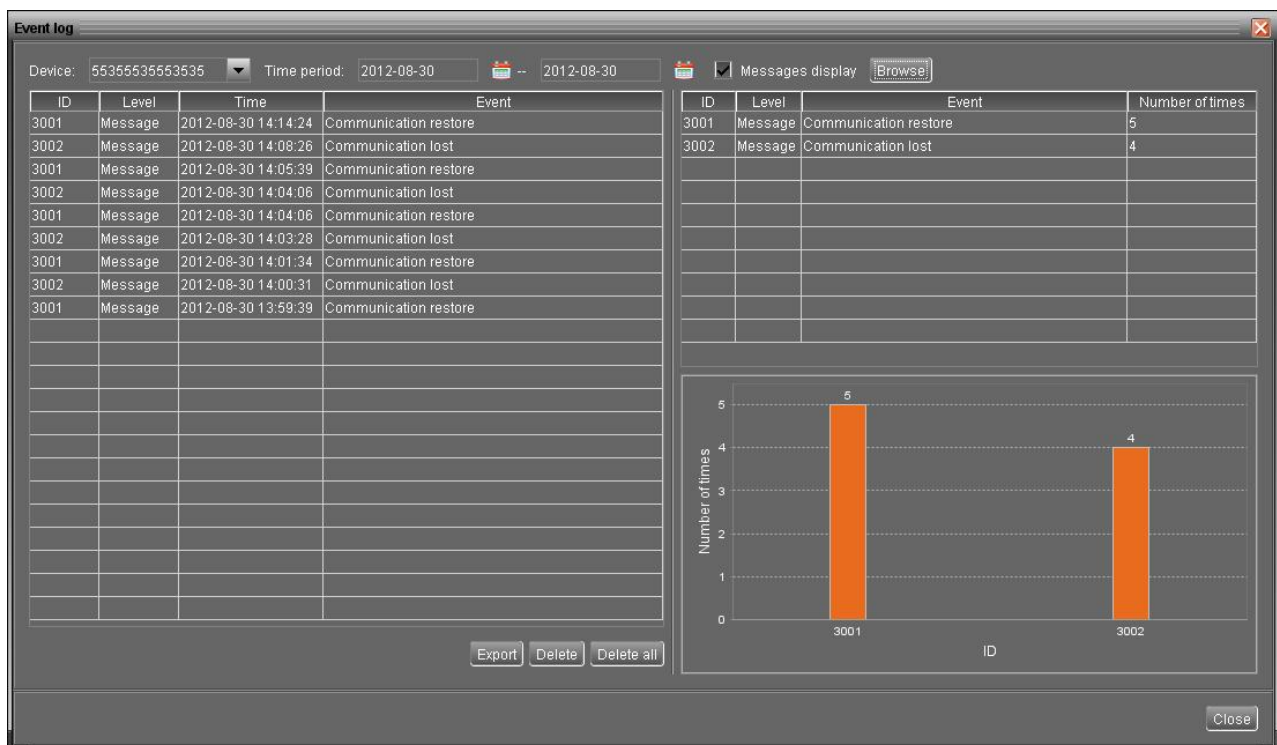 Event log
Device: 55355535553535 Time period: 2012-08-30 -- 2012-08-30 Messages display Browse
ID Level Time Event
3001 Message 2012-08-30 14:14:24 Communication restore
3002 Message 2012-08-30 14:08:26 Communication lost
3001 Message 2012-08-30 14:05:39 Communication restore
3002 Message 2012-08-30 14:04:06 Communication lost
3001 Message 2012-08-30 14:04:06 Communication restore
3002 Message 2012-08-30 14:03:28 Communication lost
3001 Message 2012-08-30 14:01:34 Communication restore
3002 Message 2012-08-30 14:00:31 Communication lost
3001 Message 2012-08-30 13:59:39 Communication restore
Export Delete Delete all
ID Level Event Number of times
3001 Message Communication restore 5
3002 Message Communication lost 4
Number of times
5
4
3
2
1
0
5
4
3001 3002
ID
Close